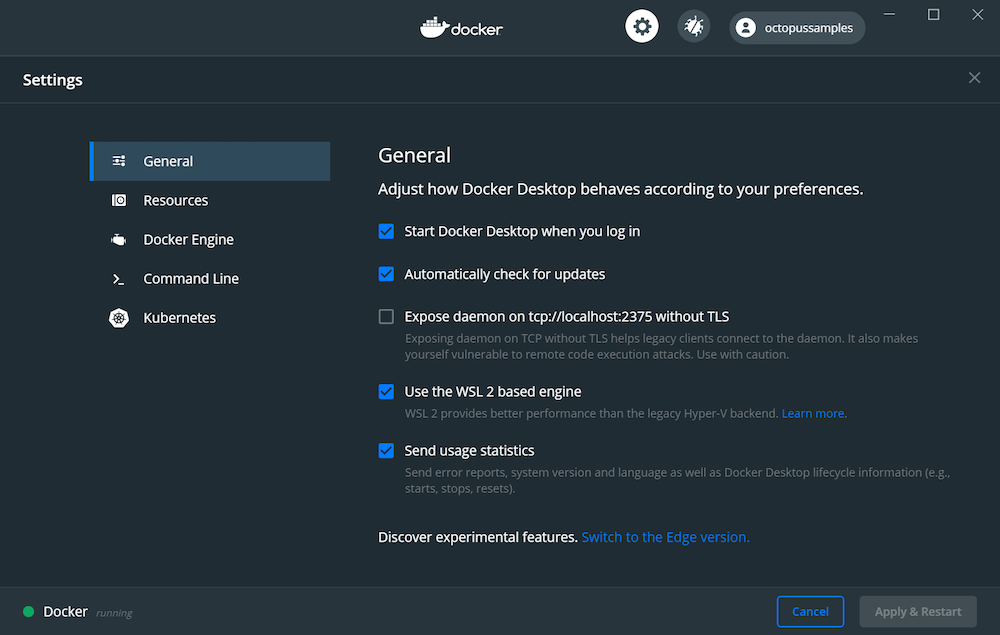 docker
octopussamples
Settings
General
Resources
Docker Engine
Command Line
Kubernetes
General
Adjust how Docker Desktop behaves according to your preferences.
Start Docker Desktop when you log in
Automatically check for updates
Expose daemon on tcp://localhost:2375 without TLS
Exposing daemon on TCP without TLS helps legacy clients connect to the daemon. It also makes
yourself vulnerable to remote code execution attacks. Use with caution.
Use the WSL 2 based engine
WSL 2 provides better performance than the legacy Hyper-V backend. Learn more.
Send usage statistics
Send error reports, system version and language as well as Docker Desktop lifecycle information (e.g.,
starts, stops, resets).
Discover experimental features. Switch to the Edge version.
Docker running
Cancel
Apply & Restart